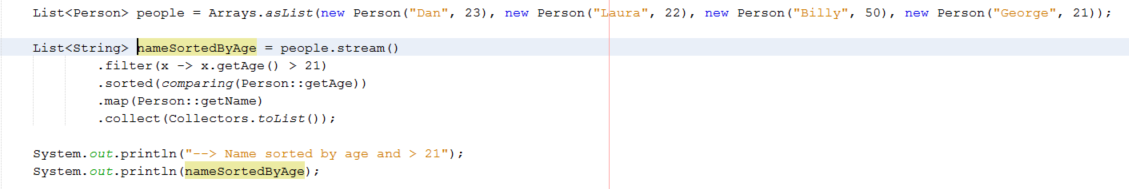 List<Person> people = Arrays.asList(new Person("Dan", 23), new Person("Laura", 22), new Person("Billy", 50), new Person("George", 21));
List<String> nameSortedByAge = people.stream()
.filter(x -> x.getAge() > 21)
.sorted(comparing(Person::getAge))
.map(Person::getName)
.collect(Collectors.toList());
System.out.println("--> Name sorted by age and > 21");
System.out.println(nameSortedByAge);